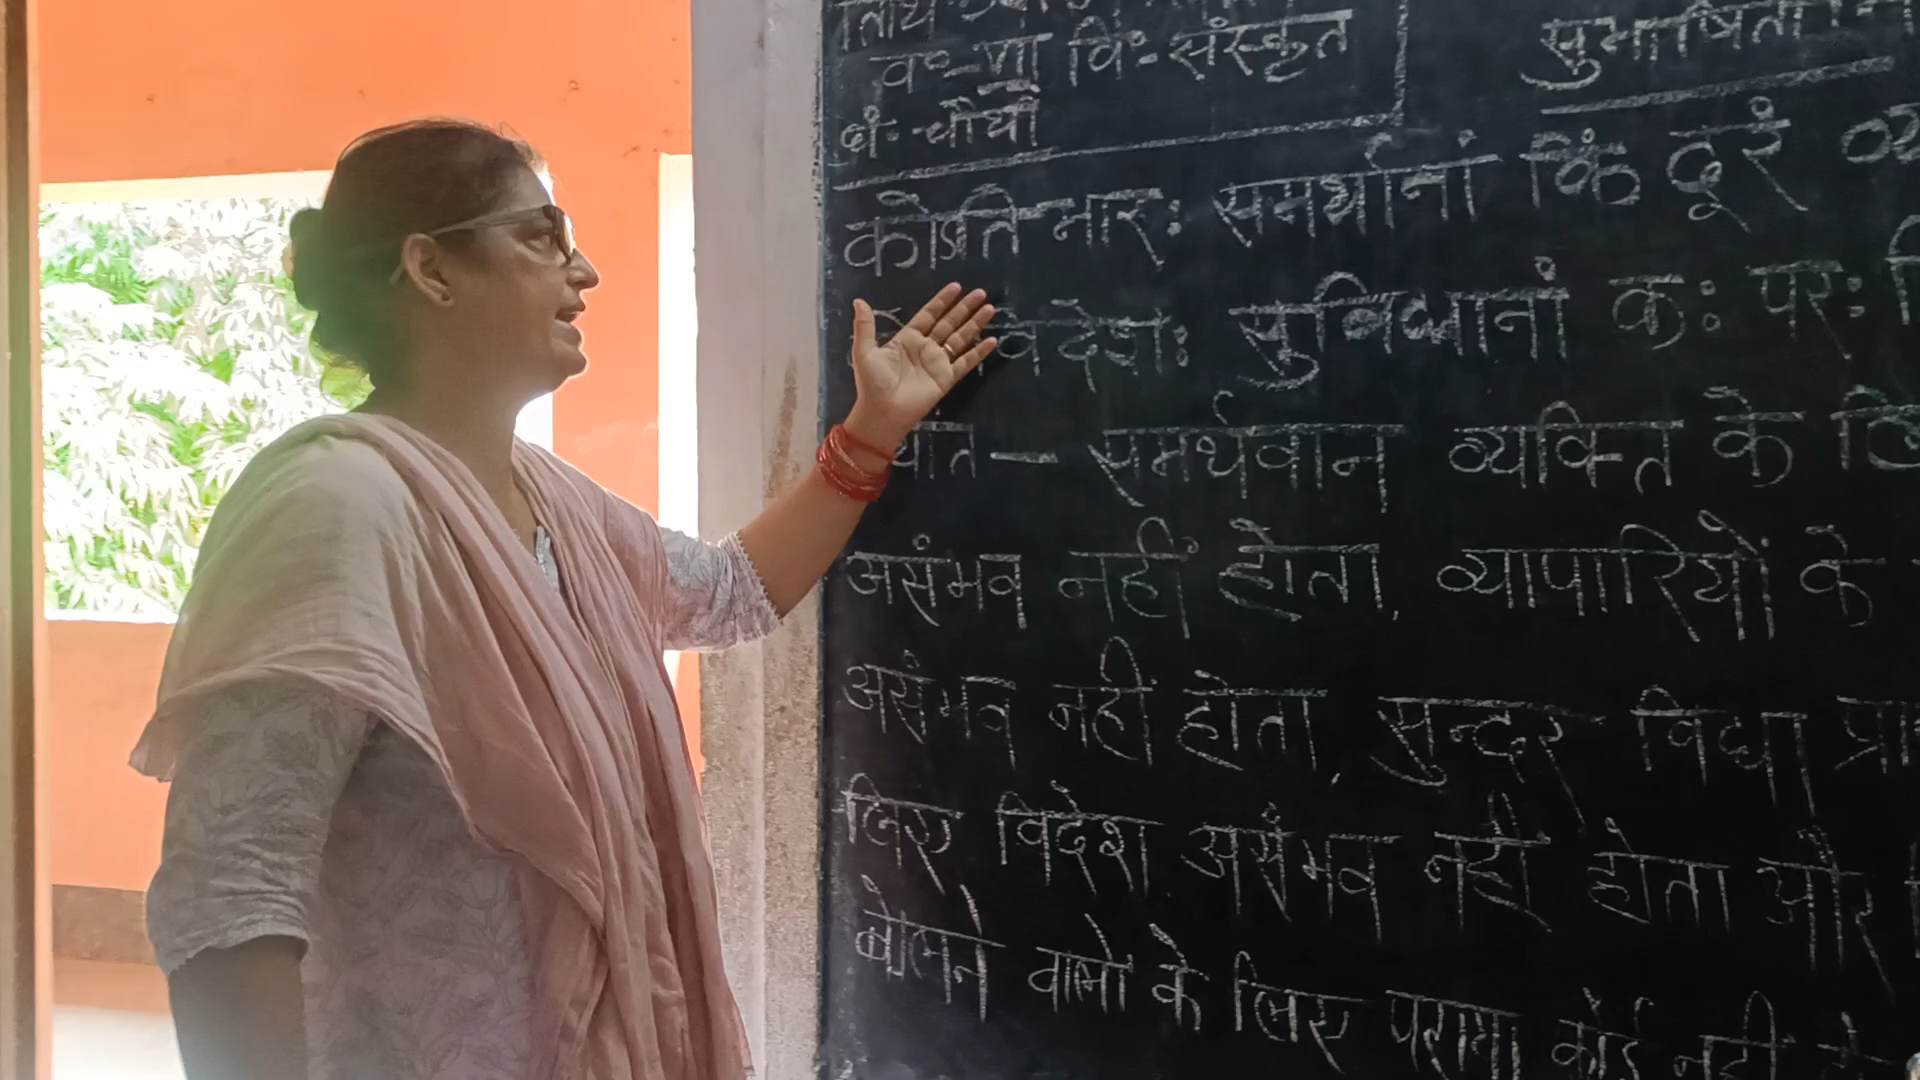 व॰-VII वि॰-संस्कृत
सुभाषिता
घं॰-चौथी
कोऽतिभारः समर्थानां किं दूरं व्य
विदेशः सुविधानां कः परः
समर्थवान व्यक्ति के लि
असंभव नहीं होता, व्यापारियों के
असंभव नहीं होता, सुन्दर विद्या प्रा
लिए विदेश असंभव नहीं होता और
बोलने वालों के लिए पराया कोई नहीं